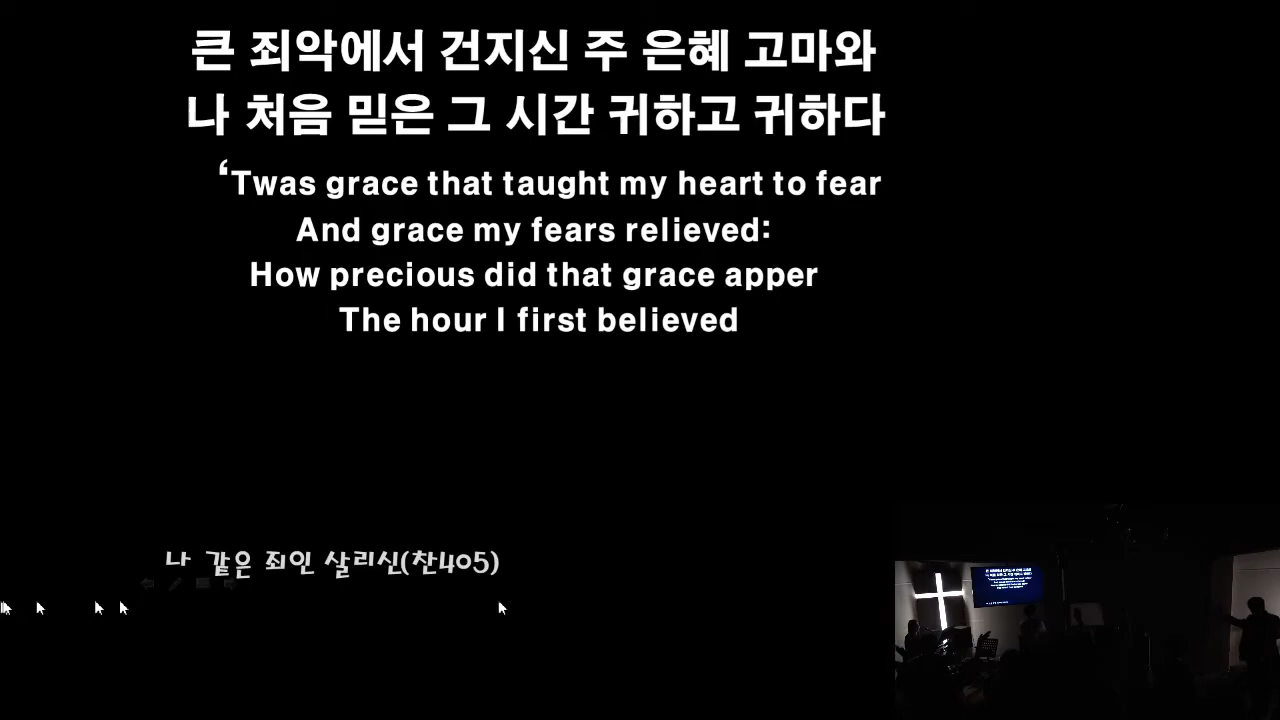 큰 죄악에서 건지신 주 은혜 고마와
나 처음 믿은 그 시간 귀하고 귀하다
‘Twas grace that taught my heart to fear
And grace my fears relieved:
How precious did that grace apper
The hour I first believed
나 같은 죄인 살리신(찬405)